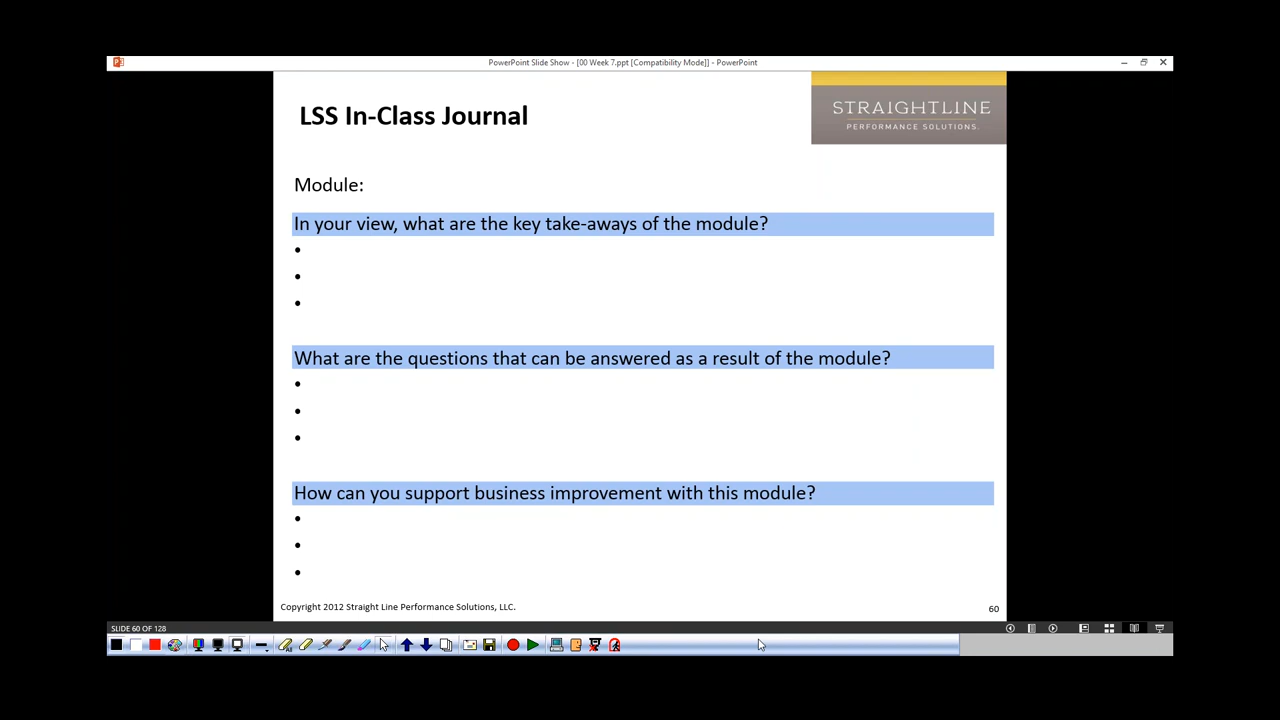 PowerPoint Slide Show - [00 Week 7.ppt [Compatibility Mode]] - PowerPoint
LSS In-Class Journal
STRAIGHTLINE
PERFORMANCE SOLUTIONS.
Module:
In your view, what are the key take-aways of the module?
•
•
•
What are the questions that can be answered as a result of the module?
•
•
•
How can you support business improvement with this module?
•
•
•
Copyright 2012 Straight Line Performance Solutions, LLC.
60
SLIDE 60 OF 128